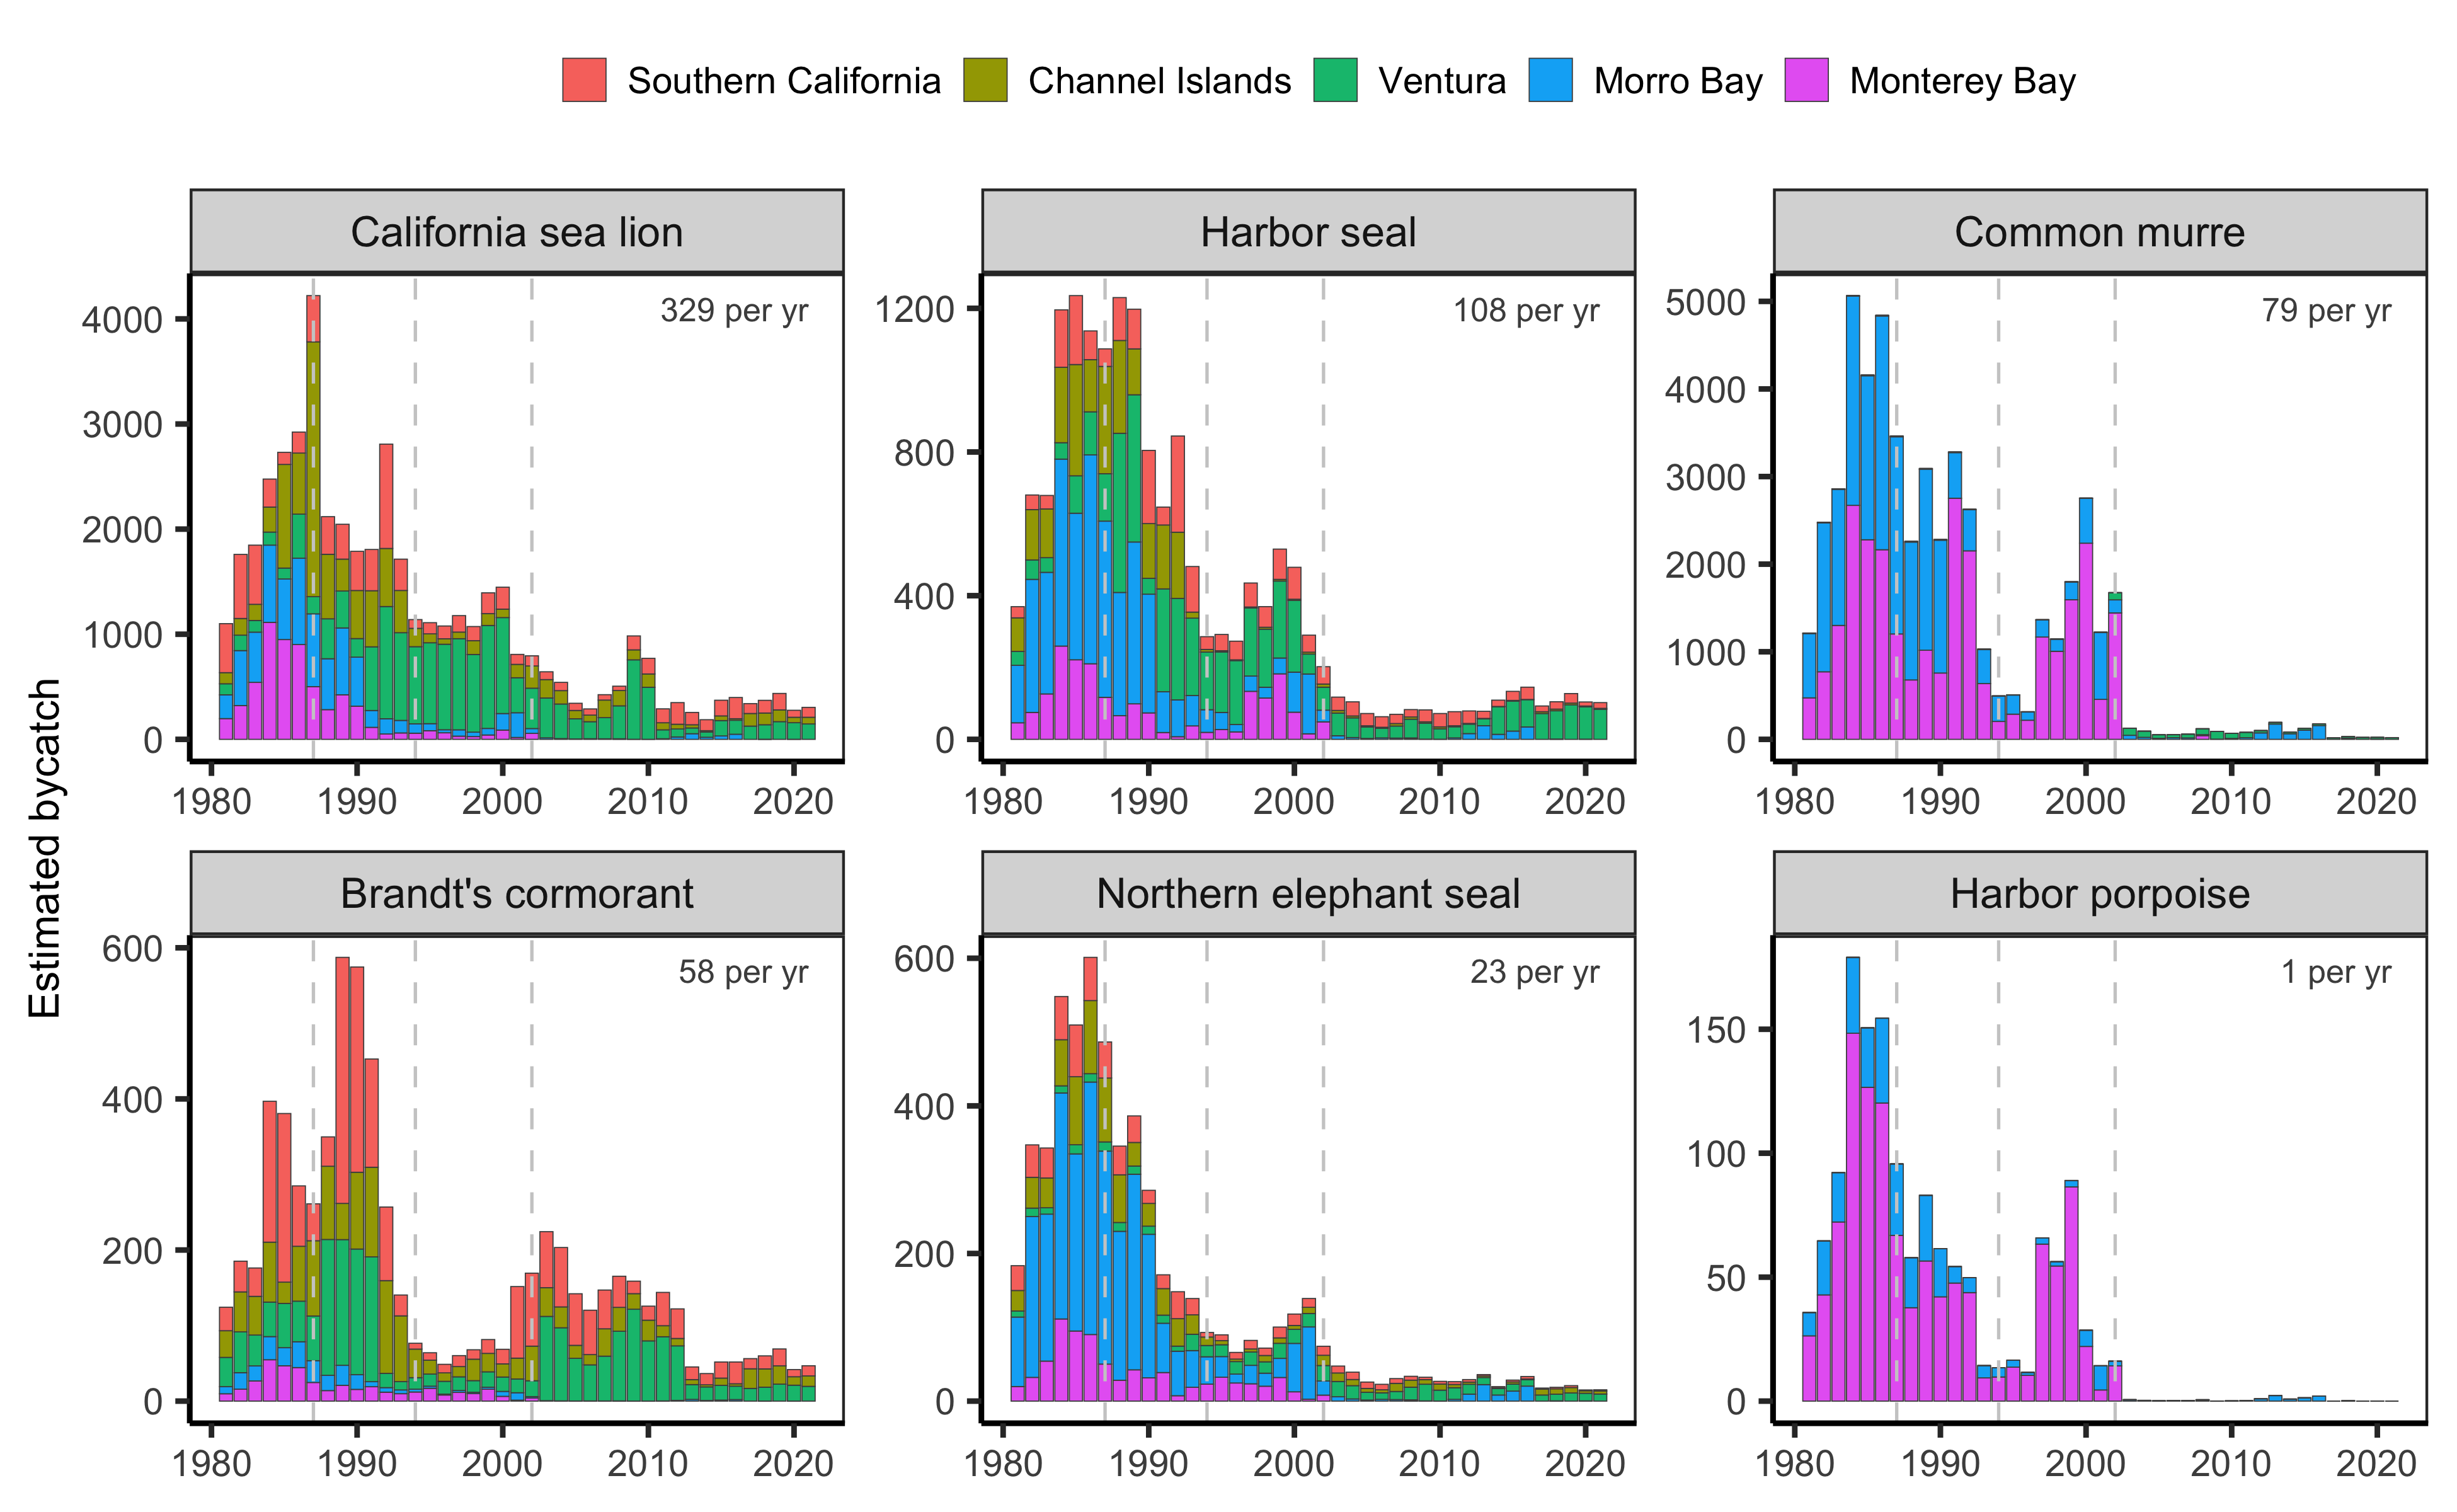 Southern California Channel Islands Ventura Morro Bay Monterey Bay
Estimated bycatch
California sea lion
329 per yr
4000
3000
2000
1000
0
1980 1990 2000 2010 2020
Harbor seal
108 per yr
1200
800
400
0
1980 1990 2000 2010 2020
Common murre
79 per yr
5000
4000
3000
2000
1000
0
1980 1990 2000 2010 2020
Brandt's cormorant
58 per yr
600
400
200
0
1980 1990 2000 2010 2020
Northern elephant seal
23 per yr
600
400
200
0
1980 1990 2000 2010 2020
Harbor porpoise
1 per yr
150
100
50
0
1980 1990 2000 2010 2020